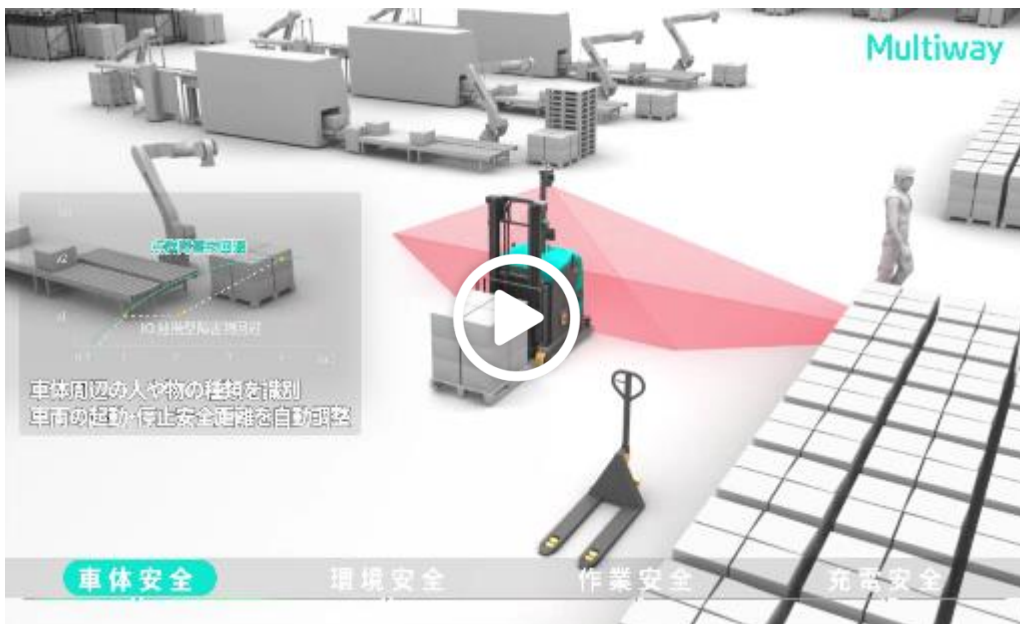 Multiway
車体周辺の人や物の種類を識別
車両の起動・停止安全距離を自動調整
車体安全
環境安全
作業安全
充電安全